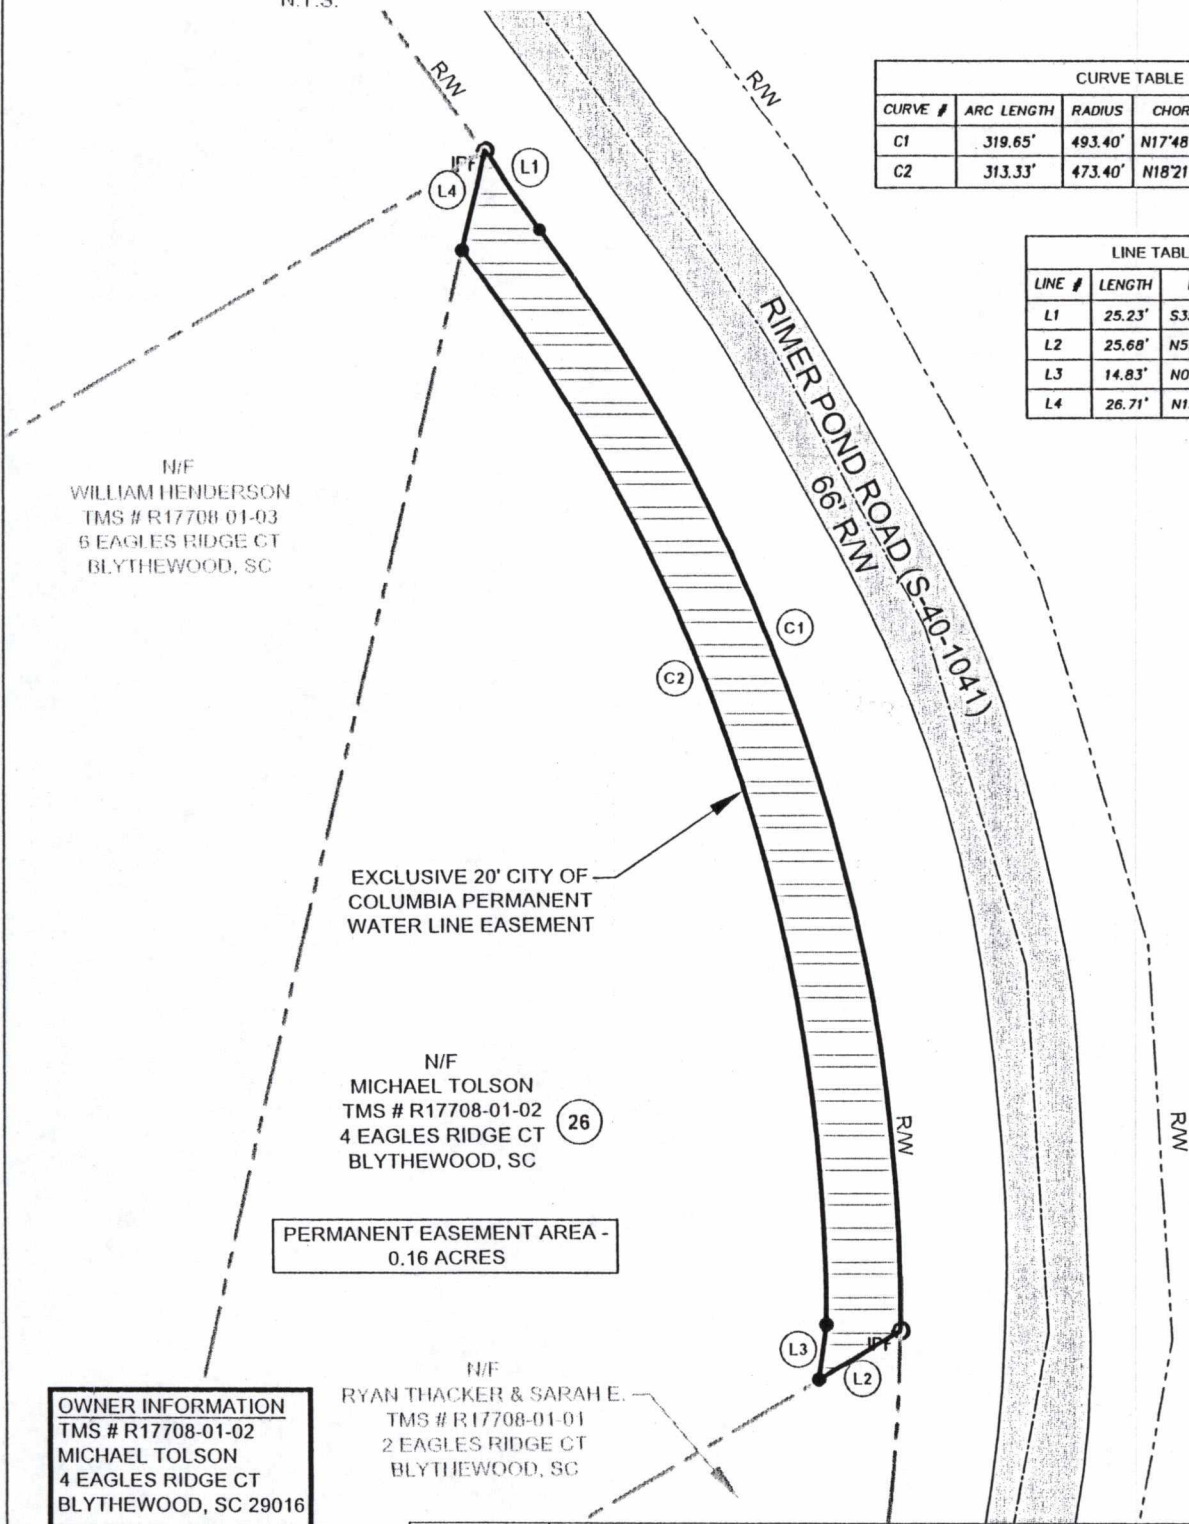 N.T.S.
R/W
R/W
CURVE TABLE
CURVE # ARC LENGTH RADIUS
C1 319.65' 493.40' N17°48
C2 313.33' 473.40' N18°21
IPF
L1
L4
LINE
LINE # LENGTH
L1 25.23'
L2 25.68'
L3 14.83'
L4 26.71'
RIMER POND ROAD (S-40-1041)
66' R/W
N/F
WILLIAM HENDERSON
TMS # R17708 01-03
6 EAGLES RIDGE CT
BLYTHEWOOD, SC
C1
C2
EXCLUSIVE 20' CITY OF
COLUMBIA PERMANENT
WATER LINE EASEMENT
N/F
MICHAEL TOLSON
TMS # R17708-01-02
4 EAGLES RIDGE CT
BLYTHEWOOD, SC
26
R/W
R/W
PERMANENT EASEMENT AREA -
0.16 ACRES
L3
IPF
L2
N/F
RYAN THACKER & SARAH E.
TMS # R17708-01-01
2 EAGLES RIDGE CT
BLYTHEWOOD, SC
OWNER INFORMATION
TMS # R17708-01-02
MICHAEL TOLSON
4 EAGLES RIDGE CT
BLYTHEWOOD, SC 29016